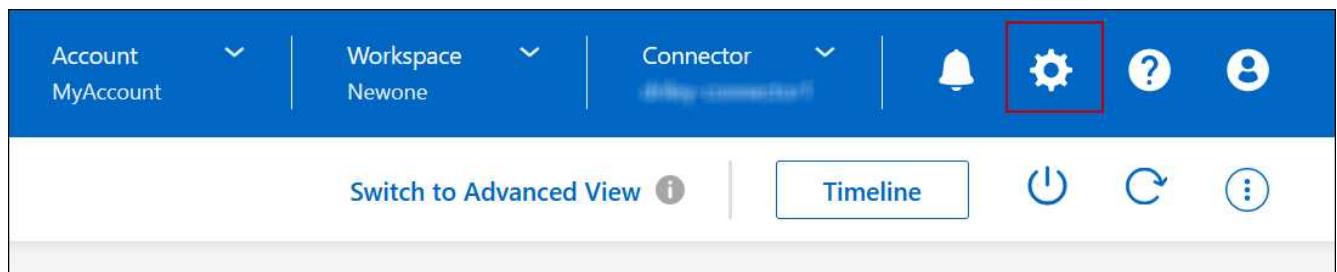 Account
MyAccount
Workspace
Newone
Connector
Switch to Advanced View
Timeline